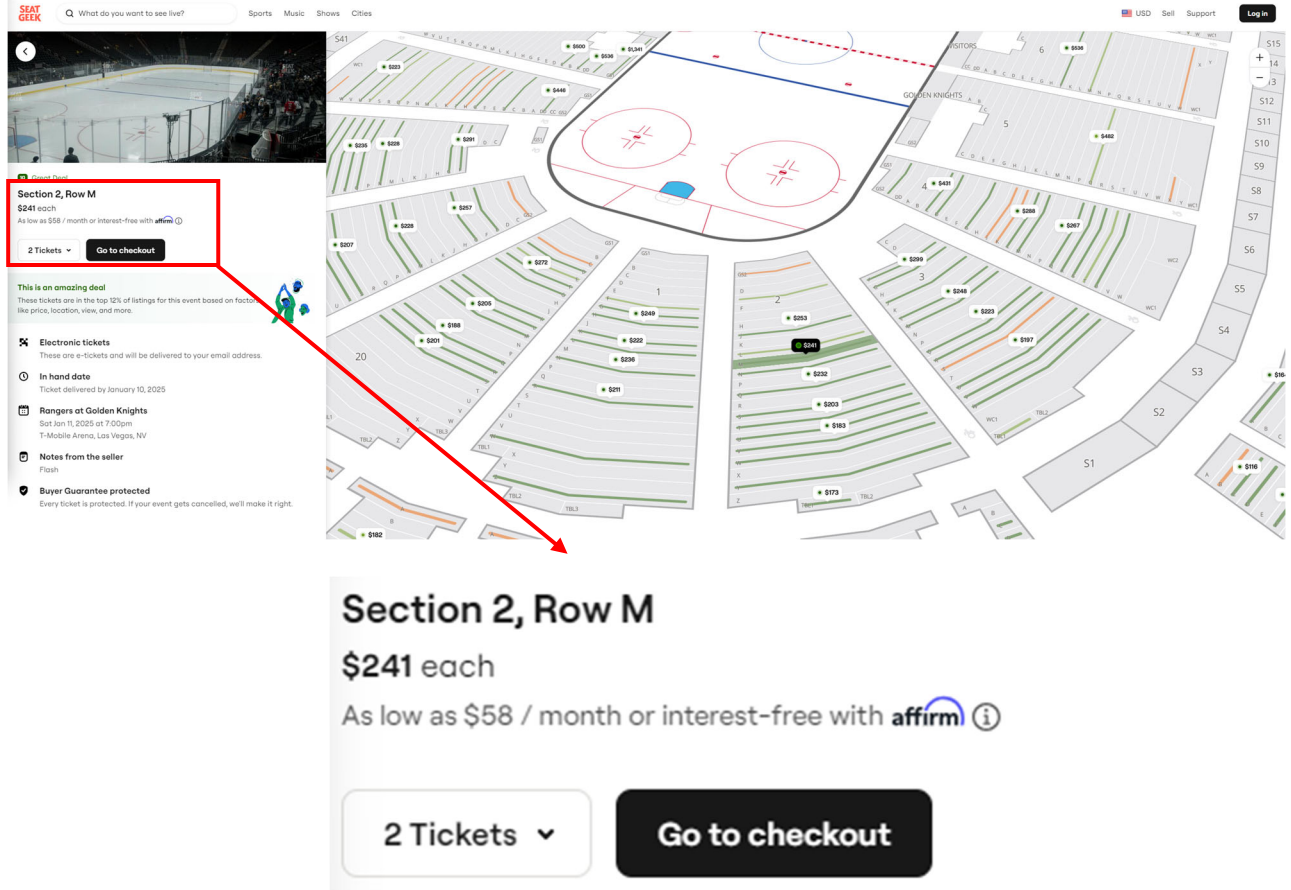 SEAT
GEEK
What do you want to see live?
Sports Music Shows Cities
USD Sell Support Log in
Great Deal
Section 2, Row M
$241 each
As low as $58 / month or interest-free with affirm
2 Tickets
Go to checkout
This is an amazing deal
These tickets are in the top 12% of listings for this event based on factors
like price, location, view, and more.
Electronic tickets
These are e-tickets and will be delivered to your email address.
In hand date
Ticket delivered by January 10, 2025
Rangers at Golden Knights
Sat Jan 11, 2025 at 7:00pm
T-Mobile Arena, Las Vegas, NV
Notes from the seller
Flash
Buyer Guarantee protected
Every ticket is protected. If your event gets cancelled, we'll make it right.
S41
$500
$1,341
$536
$223
$446
$235
$228
$291
$257
$228
$207
$272
$205
$188
$201
20
1
$249
$222
$236
$211
2
$253
$241
$232
$203
$183
$173
3
$299
$248
$223
$197
4
$431
$288
$267
5
$482
6
$536
VISITORS
GOLDEN KNIGHTS
S15
S12
S11
S10
S9
S8
S7
S6
S5
S4
S3
S2
S1
$116
$182
TBL1
TBL2
TBL3
WC1
WC2
Section 2, Row M
$241 each
As low as $58 / month or interest-free with affirm
2 Tickets
Go to checkout